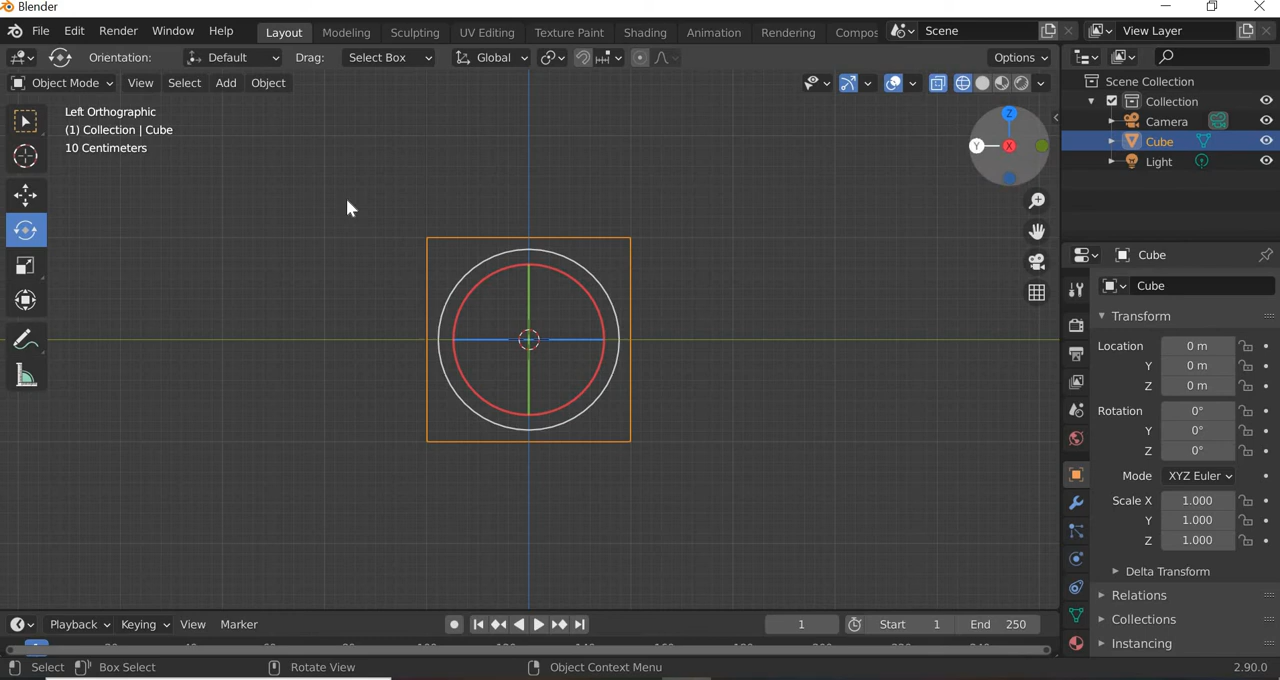 Blender
File Edit Render Window Help Layout Modeling Sculpting UV Editing Texture Paint Shading Animation Rendering Compos Scene View Layer
Orientation: Default Drag: Select Box Global Options
Object Mode View Select Add Object
Left Orthographic
(1) Collection | Cube
10 Centimeters
Z
Y X
Scene Collection
Collection
Camera
Cube
Light
Cube
Cube
Transform
Location 0 m
Y 0 m
Z 0 m
Rotation 0°
Y 0°
Z 0°
Mode XYZ Euler
Scale X 1.000
Y 1.000
Z 1.000
Delta Transform
Relations
Collections
Instancing
Playback Keying View Marker 1 Start 1 End 250
Select Box Select Rotate View Object Context Menu 2.90.0